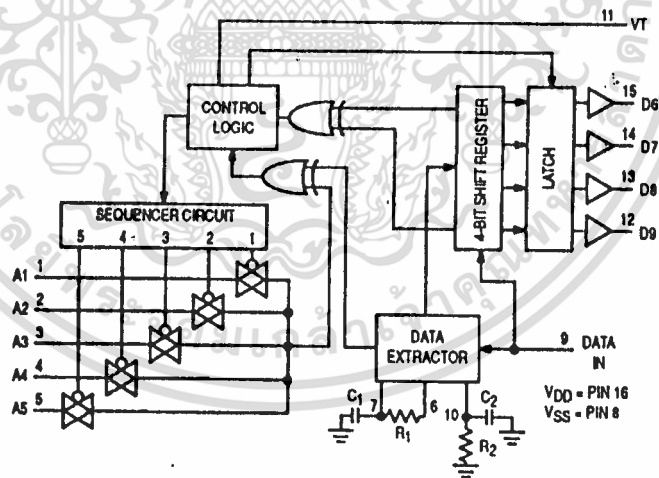 11 VT
CONTROL LOGIC
4-BIT SHIFT REGISTER
LATCH
15 D6
14 D7
13 D8
12 D9
SEQUENCER CIRCUIT
5 4 3 2 1
A1 1
A2 2
A3 3
A4 4
A5 5
DATA EXTRACTOR
9 DATA IN
C1 7 R1 6 10 C2 R2
VDD = PIN 16
VSS = PIN 8